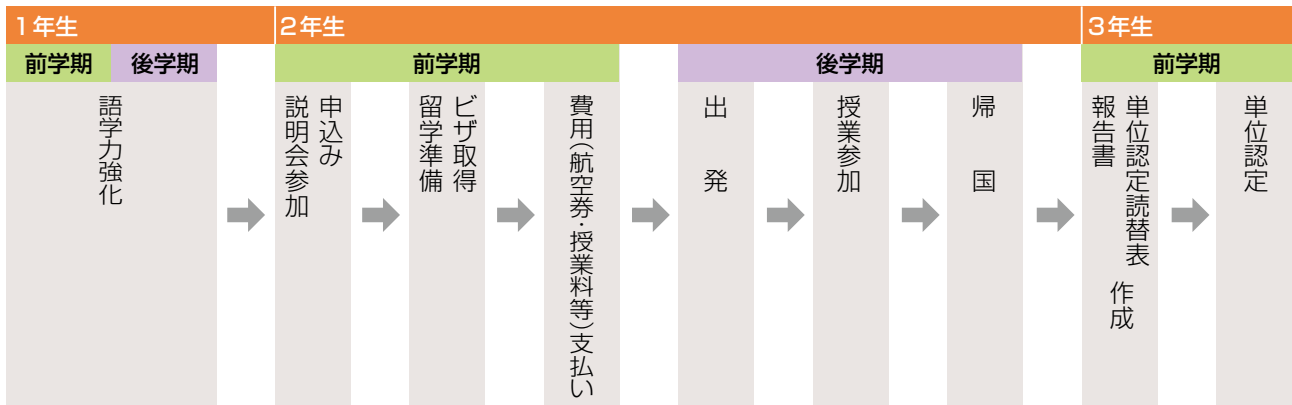 1年生
2年生
3年生
前学期
後学期
前学期
後学期
前学期
語学力強化
申込み
説明会参加
ビザ取得
留学準備
費用(航空券・授業料等)支払い
出発
授業参加
帰国
単位認定読替表
報告書
作成
単位認定